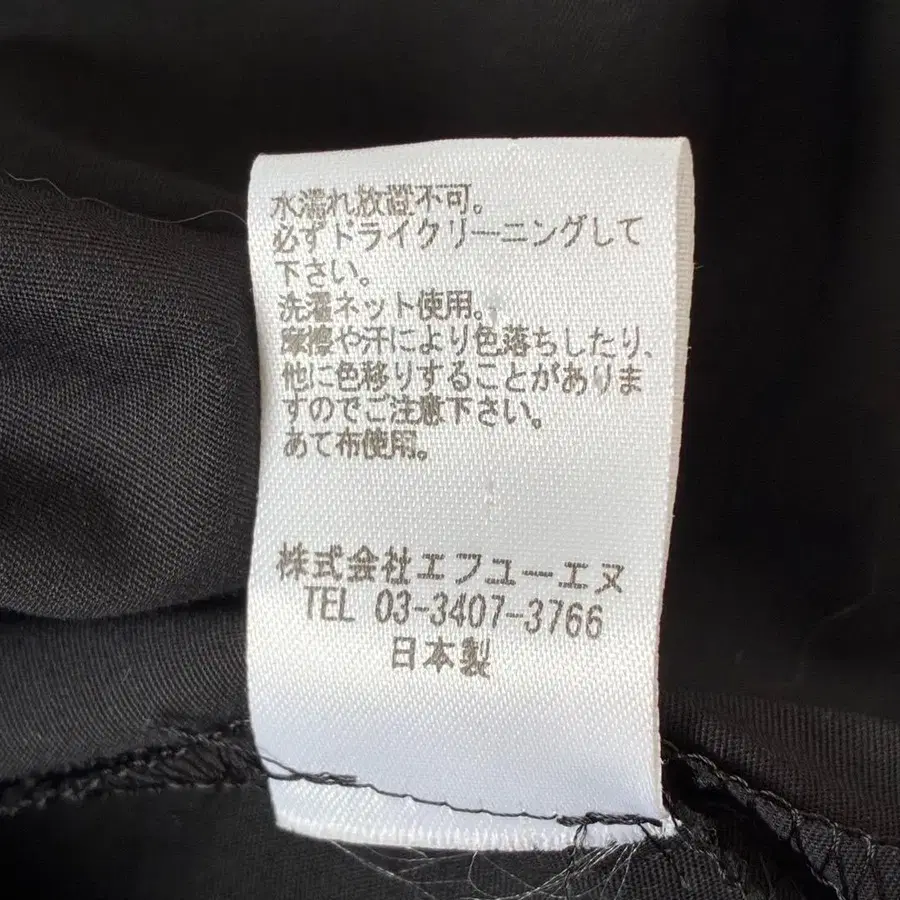 水濡れ放置不可。
必ずドライクリーニングして
下さい。
洗濯ネット使用。
摩擦や汗により色落ちしたり、
他に色移りすることがありま
すのでご注意下さい。
あて布使用。
株式会社エフユーエヌ
TEL 03-3407-3766
日本製